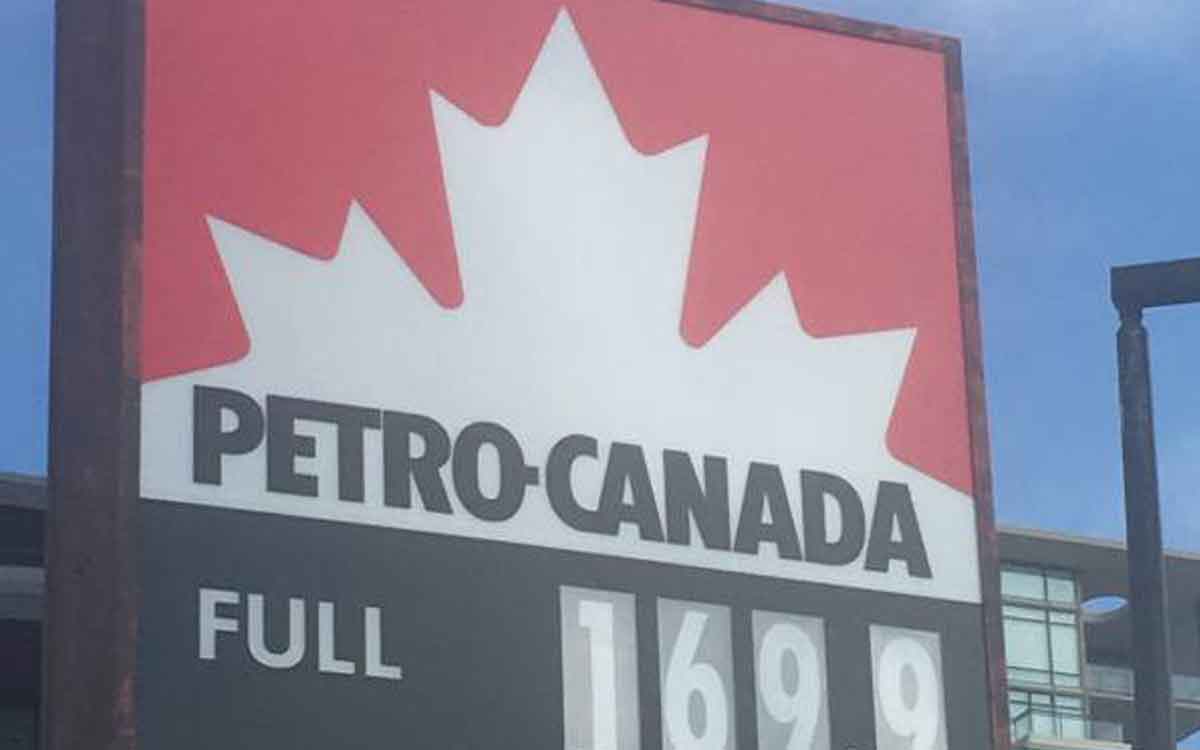 PETRO-CANADA
FULL 169 9